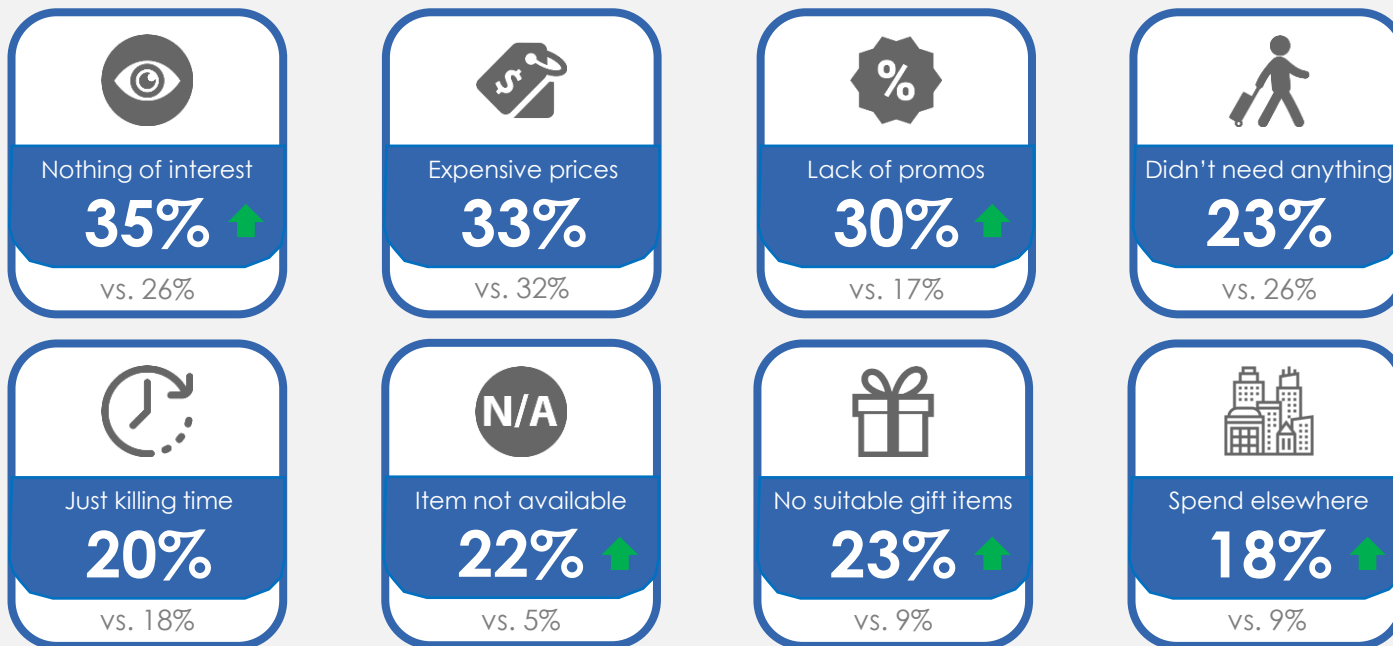 $
%
Nothing of interest
35%
vs. 26%
Expensive prices
33%
vs. 32%
Lack of promos
30%
vs. 17%
Didn’t need anything
23%
vs. 26%
N/A
Just killing time
20%
vs. 18%
Item not available
22%
vs. 5%
No suitable gift items
23%
vs. 9%
Spend elsewhere
18%
vs. 9%